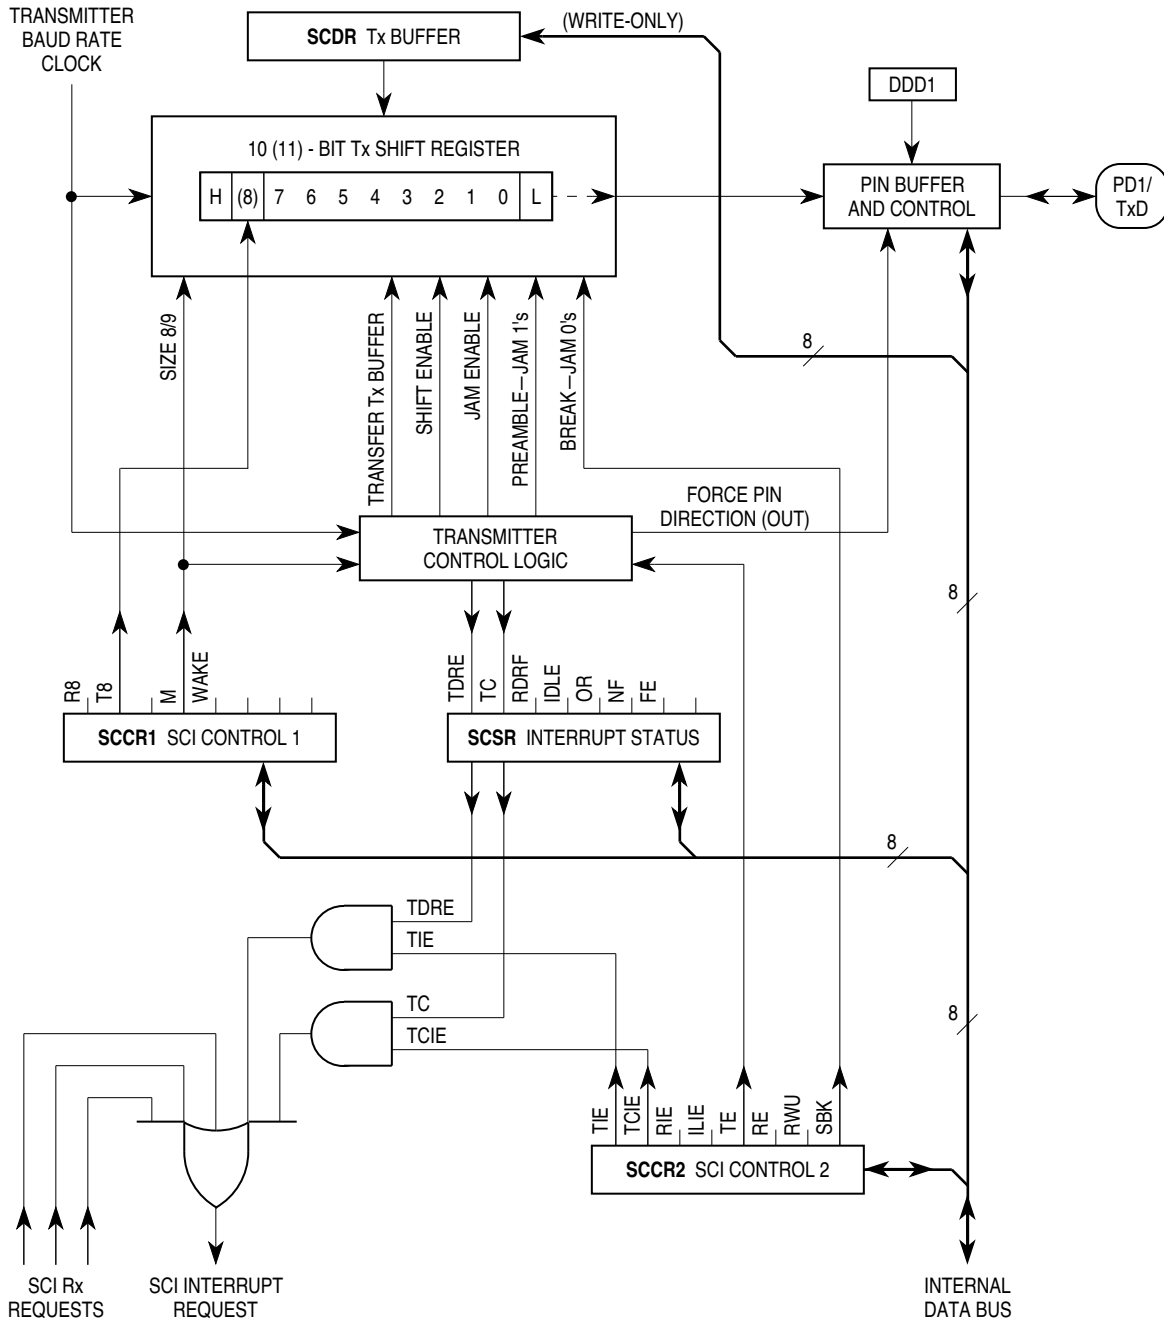 TRANSMITTER
BAUD RATE
CLOCK
SCDR Tx BUFFER
(WRITE-ONLY)
DDD1
10 (11) - BIT Tx SHIFT REGISTER
H (8) 7 6 5 4 3 2 1 0 L
PIN BUFFER
AND CONTROL
PD1/
TxD
SIZE 8/9
TRANSFER Tx BUFFER
SHIFT ENABLE
JAM ENABLE
PREAMBLE—JAM 1's
BREAK—JAM 0's
8
FORCE PIN
DIRECTION (OUT)
TRANSMITTER
CONTROL LOGIC
8
R8
T8
M
WAKE
TDRE
TC
RDRF
IDLE
OR
NF
FE
SCCR1 SCI CONTROL 1
SCSR INTERRUPT STATUS
8
TDRE
TIE
TC
TCIE
8
TIE
TCIE
RIE
ILIE
TE
RE
RWU
SBK
SCCR2 SCI CONTROL 2
SCI Rx
REQUESTS
SCI INTERRUPT
REQUEST
INTERNAL
DATA BUS